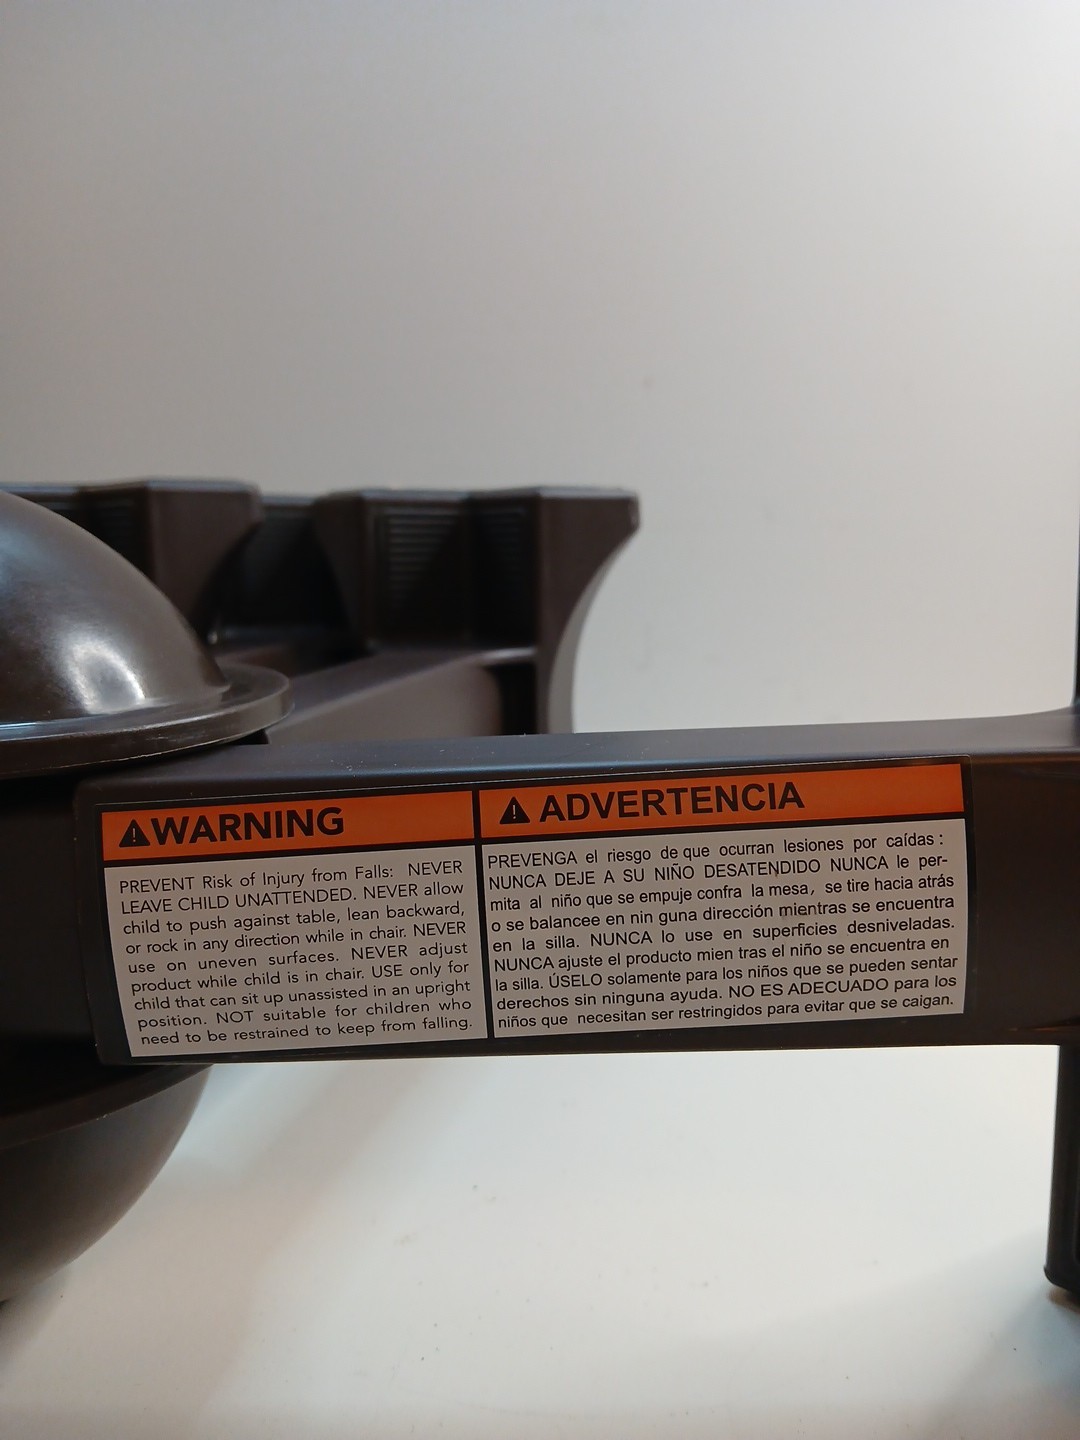 WARNING
PREVENT Risk of Injury from Falls: NEVER
LEAVE CHILD UNATTENDED. NEVER allow
child to push against table, lean backward,
or rock in any direction while in chair. NEVER
use on uneven surfaces. NEVER adjust
product while child is in chair. USE only for
child that can sit up unassisted in an upright
position. NOT suitable for children who
need to be restrained to keep from falling.
ADVERTENCIA
PREVENGA el riesgo de que ocurran lesiones por caídas :
NUNCA DEJE A SU NIÑO DESATENDIDO NUNCA le per-
mita al niño que se empuje confra la mesa, se tire hacia atrás
o se balancee en nin guna dirección mientras se encuentra
en la silla. NUNCA lo use en superficies desniveladas.
NUNCA ajuste el producto mien tras el niño se encuentra en
la silla. ÚSELO solamente para los niños que se pueden sentar
derechos sin ninguna ayuda. NO ES ADECUADO para los
niños que necesitan ser restringidos para evitar que se caigan.